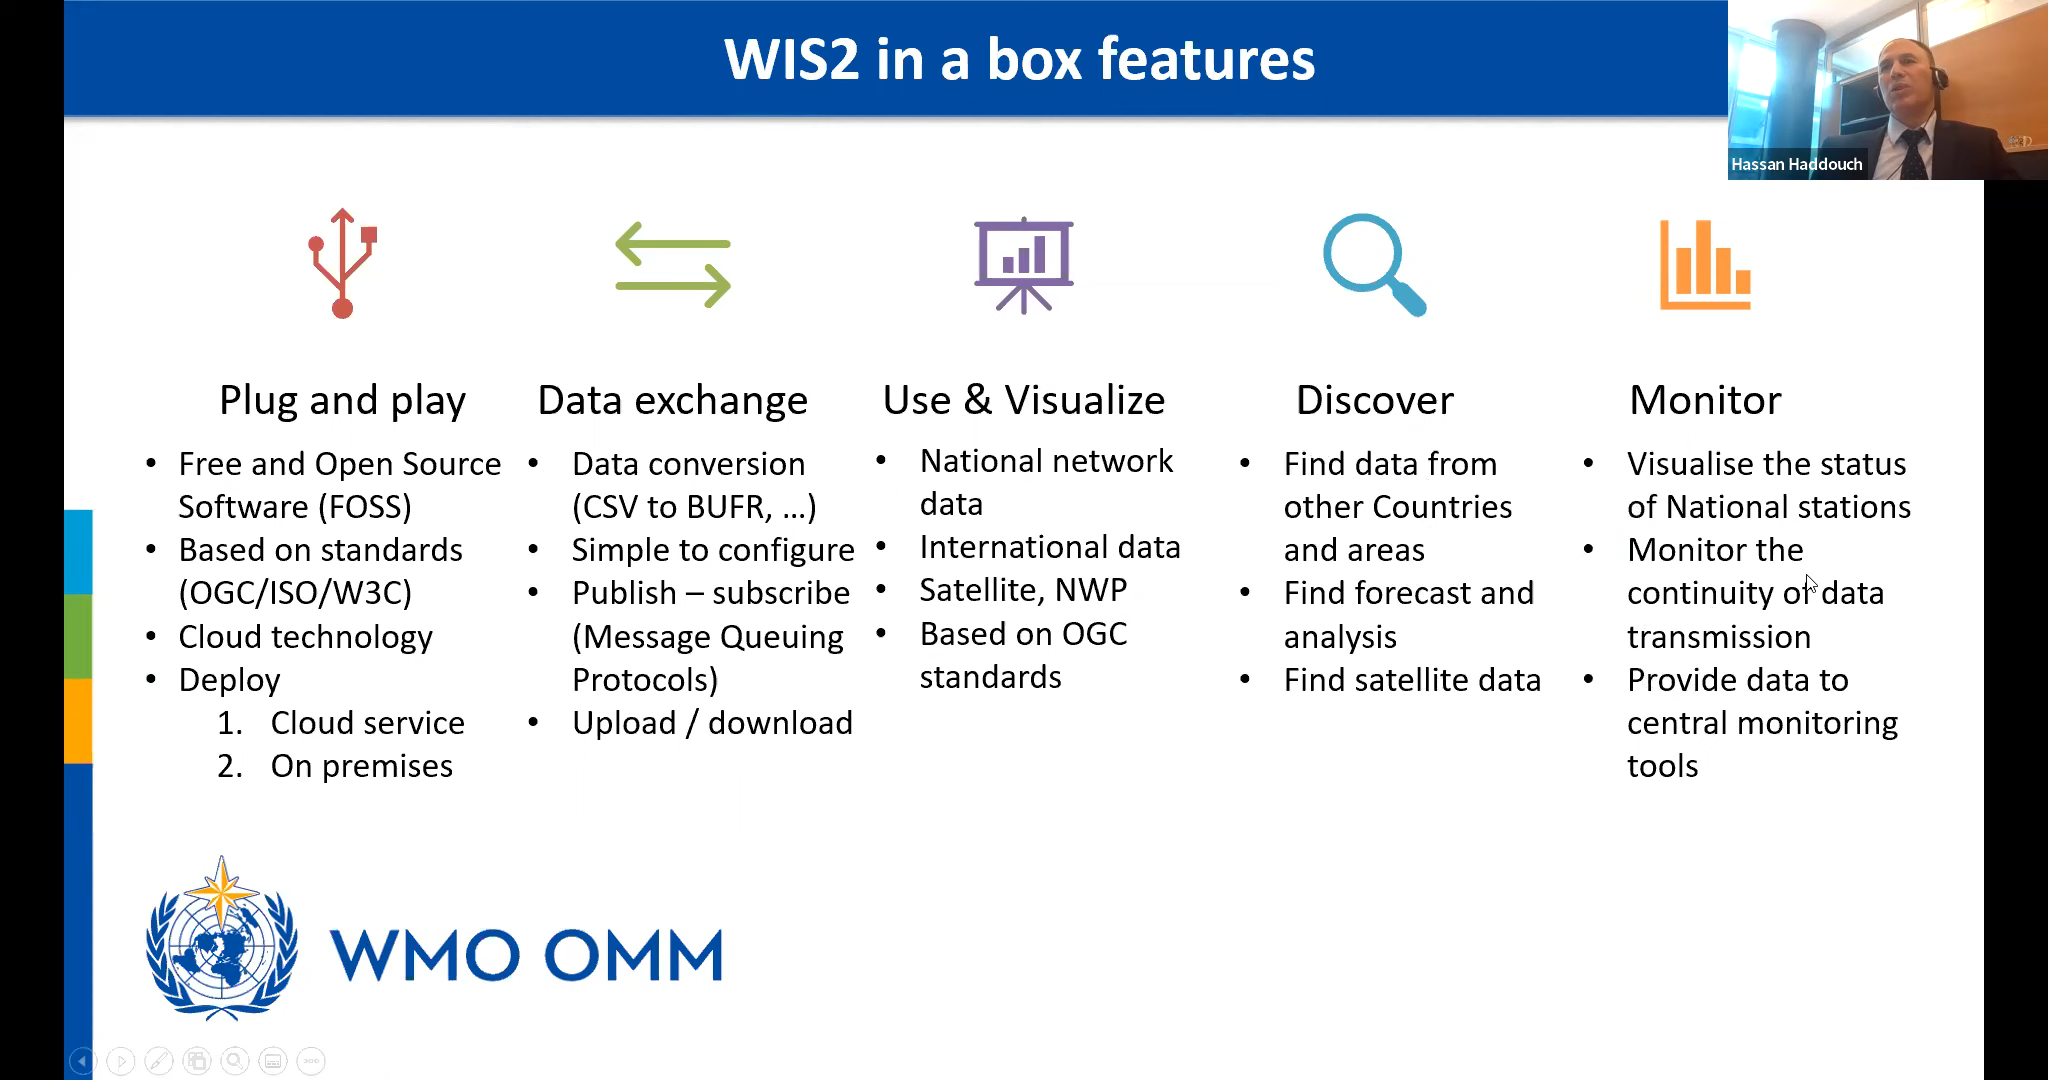 WIS2 in a box features
Hassan Haddouch
Plug and play
• Free and Open Source
Software (FOSS)
• Based on standards
(OGC/ISO/W3C)
• Cloud technology
• Deploy
1. Cloud service
2. On premises
Data exchange
• Data conversion
(CSV to BUFR, ...)
• Simple to configure
• Publish – subscribe
(Message Queuing
Protocols)
• Upload / download
Use & Visualize
• National network
data
• International data
• Satellite, NWP
• Based on OGC
standards
Discover
• Find data from
other Countries
and areas
• Find forecast and
analysis
• Find satellite data
Monitor
• Visualise the status
of National stations
• Monitor the
continuity of data
transmission
• Provide data to
central monitoring
tools
WMO OMM